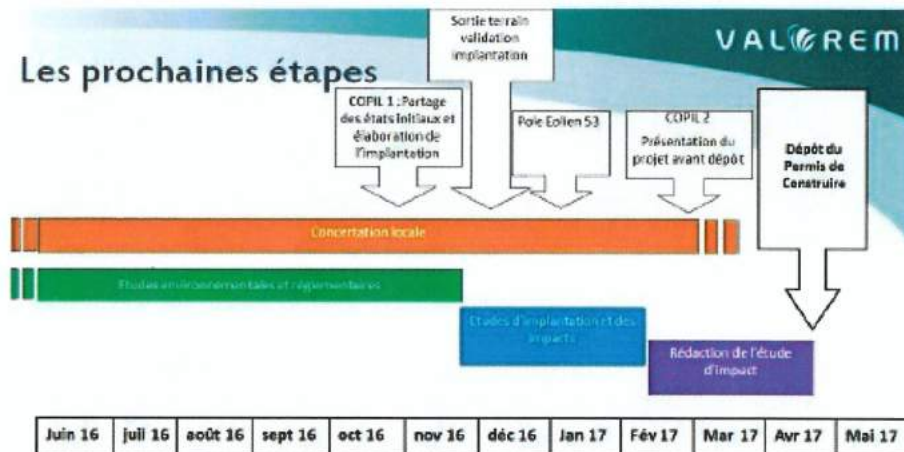 Sortie terrain
validation
implantation
VALOREM
Les prochaines étapes
COPIL 1 : Partage
des états initiaux et
élaboration de
l'implantation
Pole Eolien 53
COPIL 2
Présentation du
projet avant dépôt
Dépôt du
Permis de
Construire
Concertation locale
Etudes environnementales et réglementaires
Etudes d'implantation et des
impacts
Rédaction de l'étude
d'impact
Juin 16 juil 16 août 16 sept 16 oct 16 nov 16 déc 16 Jan 17 Fév 17 Mar 17 Avr 17 Mai 17